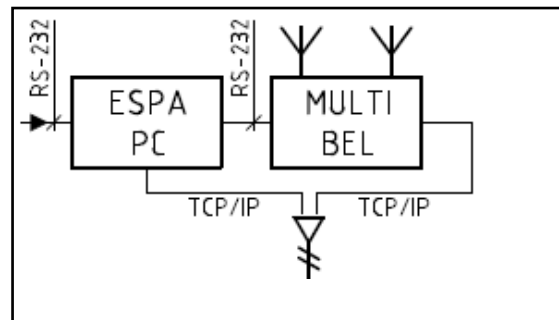 RS-232
RS-232
ESPA
PC
MULTI
BEL
TCP/IP
TCP/IP